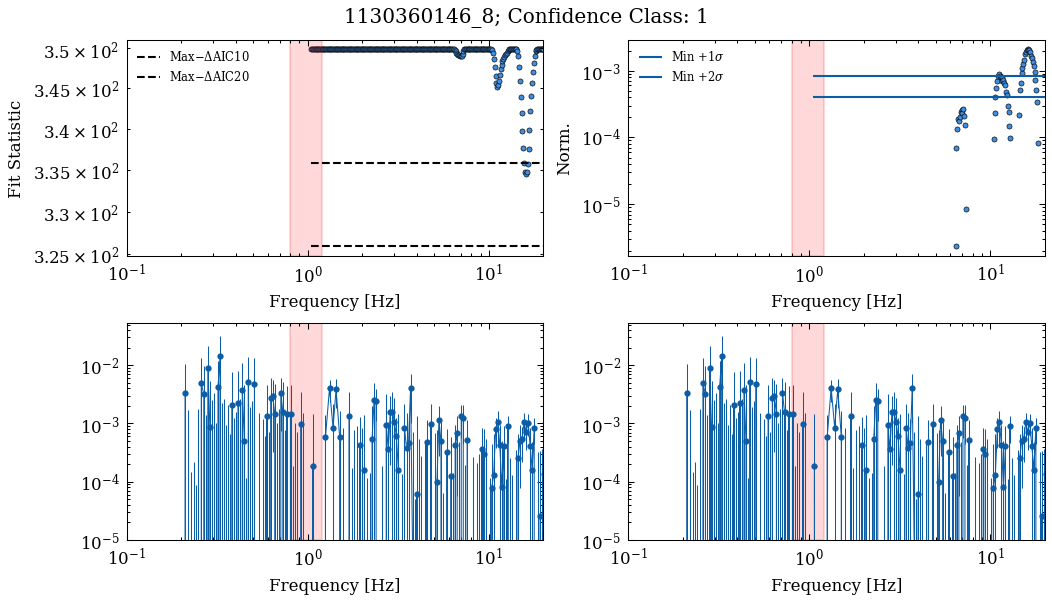 1130360146_8; Confidence Class: 1
Fit Statistic
3.5 × 10²
3.45 × 10²
3.4 × 10²
3.35 × 10²
3.3 × 10²
3.25 × 10²
Max−ΔAIC10
Max−ΔAIC20
10⁻¹ 10⁰ 10¹
Frequency [Hz]
Norm.
10⁻³
10⁻⁴
10⁻⁵
Min +1σ
Min +2σ
10⁻¹ 10⁰ 10¹
Frequency [Hz]
10⁻²
10⁻³
10⁻⁴
10⁻⁵
10⁻¹ 10⁰ 10¹
Frequency [Hz]
10⁻²
10⁻³
10⁻⁴
10⁻⁵
10⁻¹ 10⁰ 10¹
Frequency [Hz]